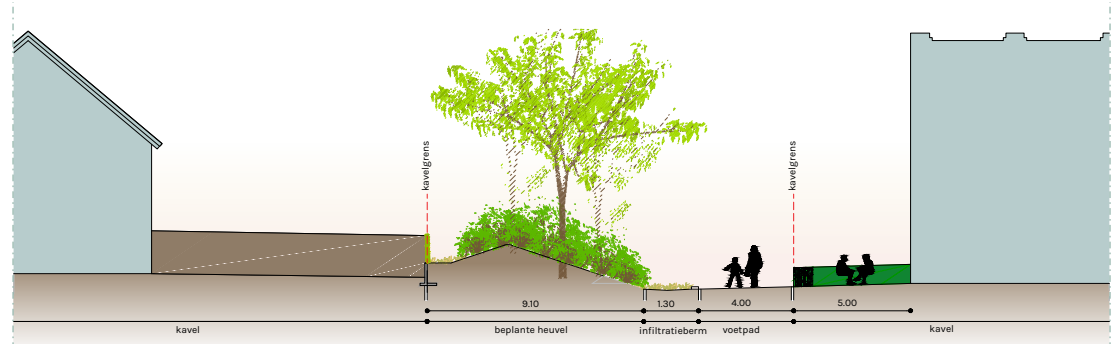 kavelgrens
kavelgrens
9.10 1.30 4.00 5.00
kavel beplante heuvel infiltratieberm voetpad kavel